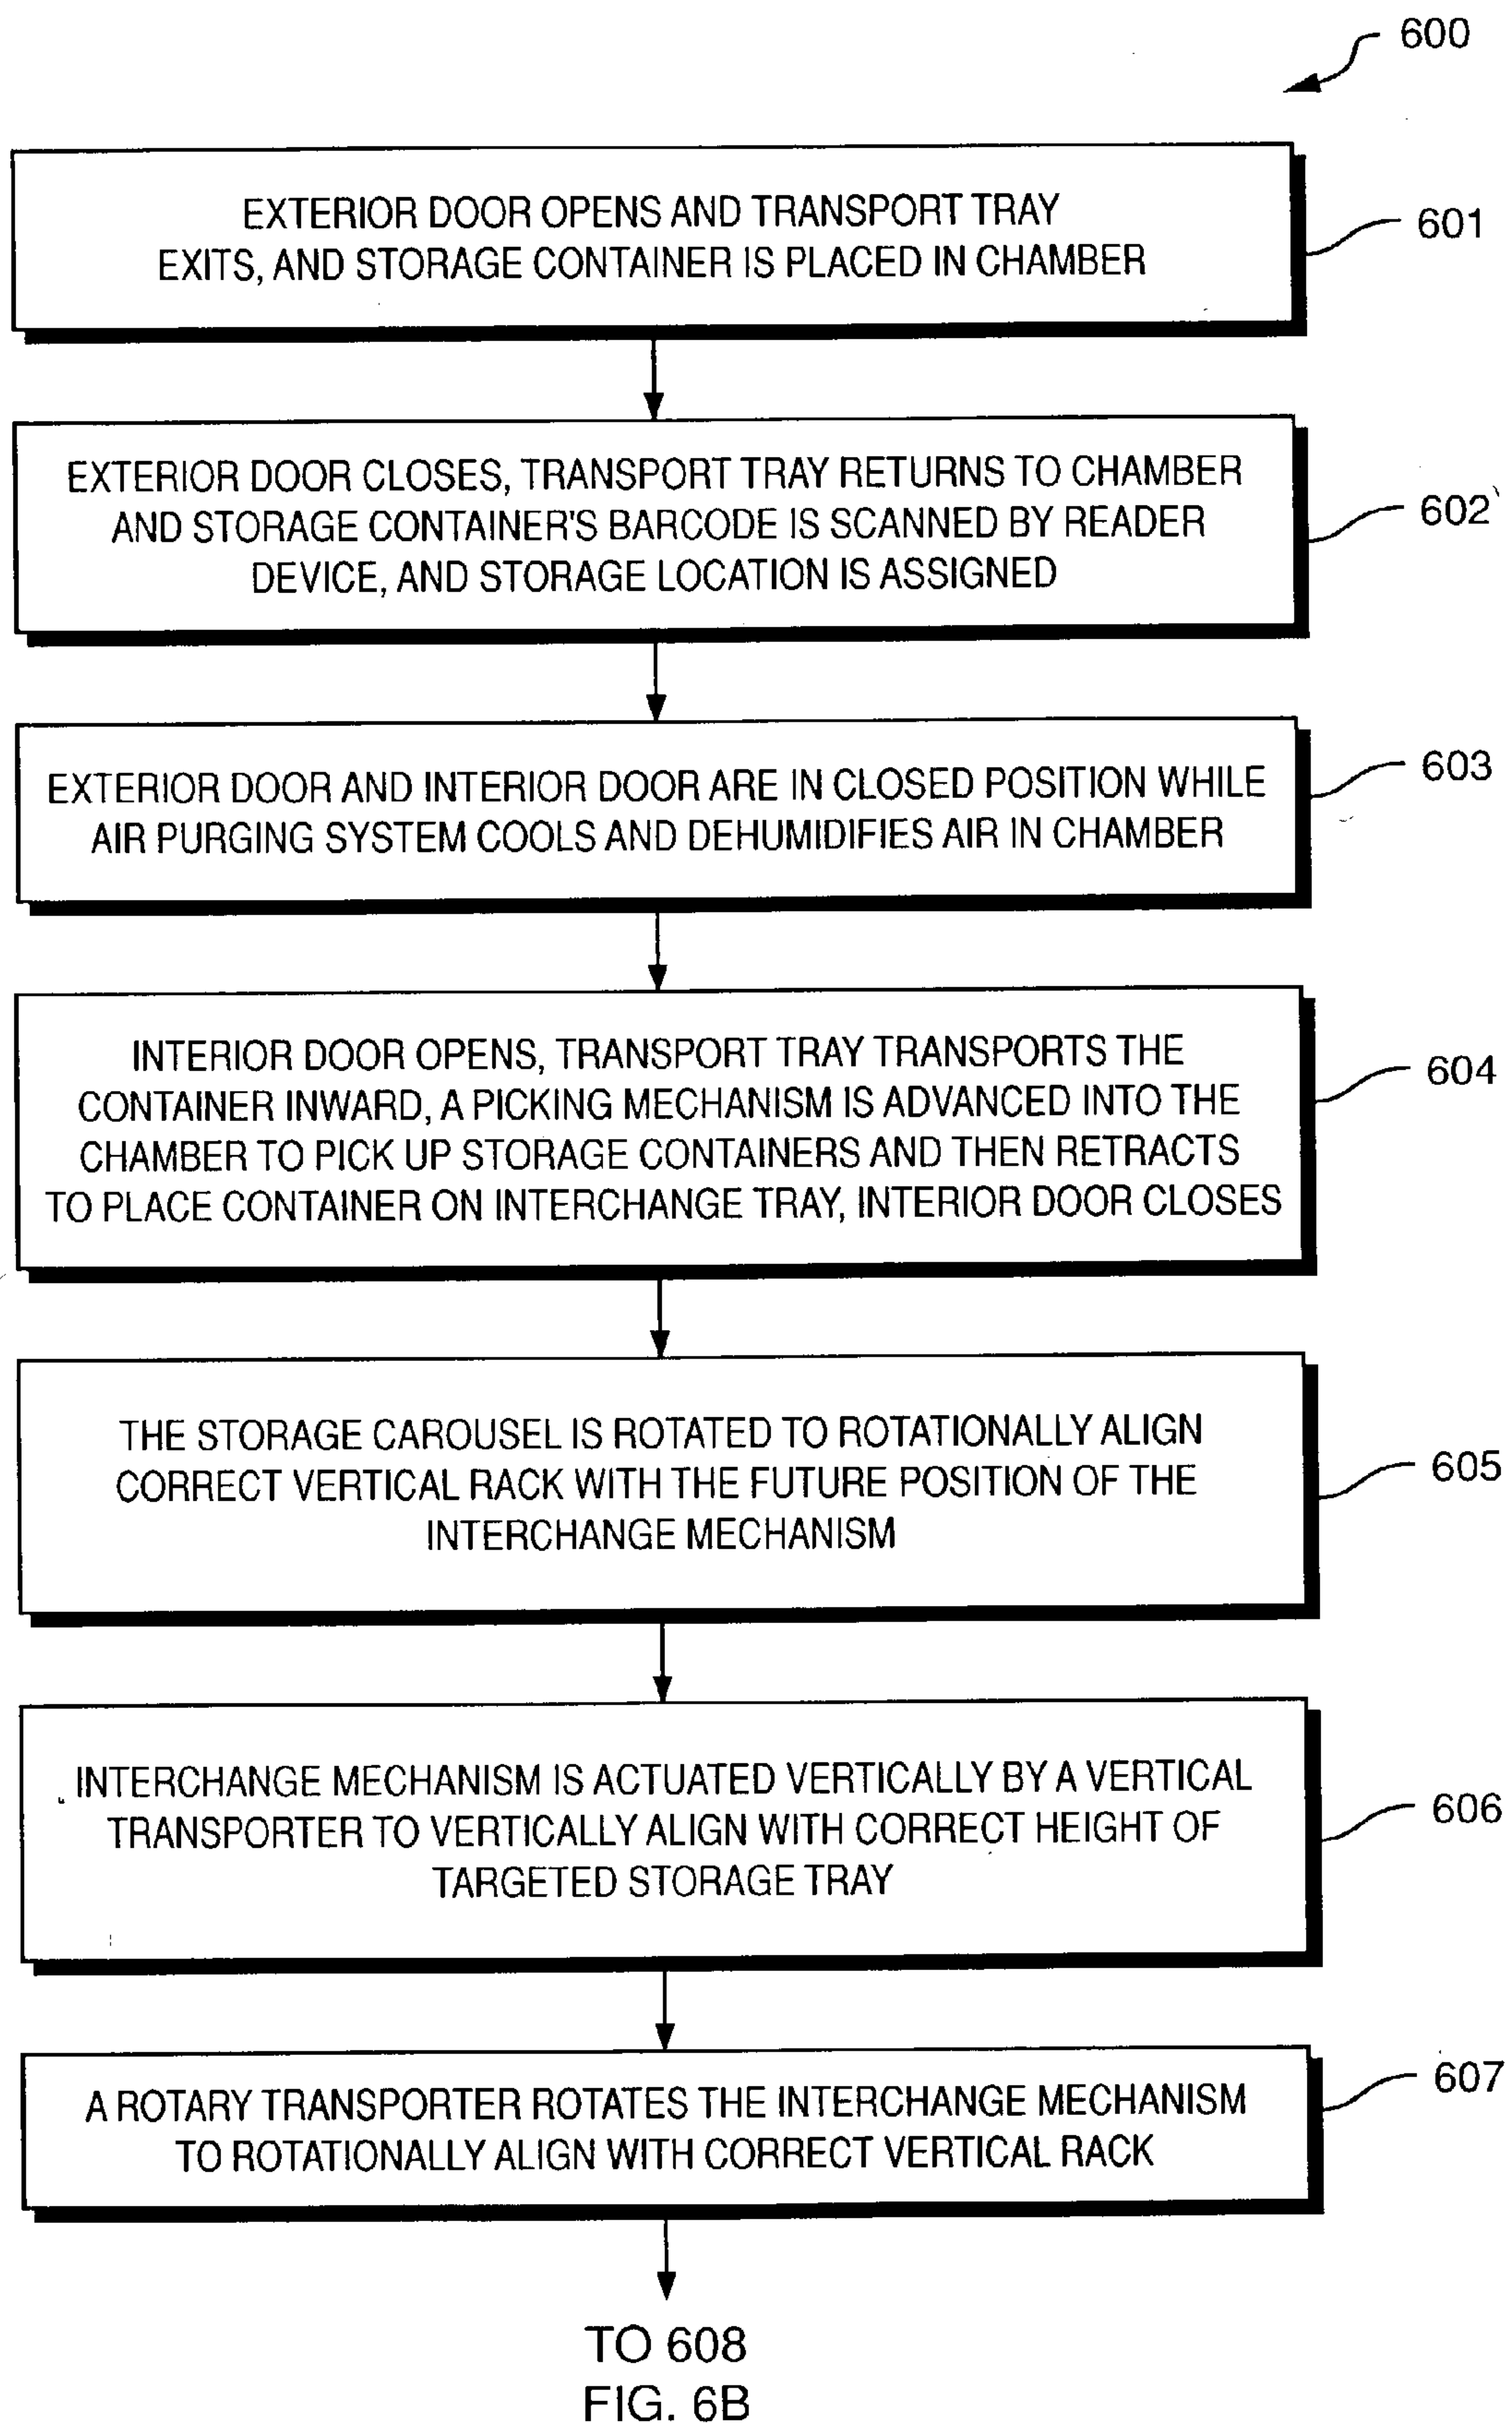 600
EXTERIOR DOOR OPENS AND TRANSPORT TRAY
EXITS, AND STORAGE CONTAINER IS PLACED IN CHAMBER
601
EXTERIOR DOOR CLOSES, TRANSPORT TRAY RETURNS TO CHAMBER
AND STORAGE CONTAINER'S BARCODE IS SCANNED BY READER
DEVICE, AND STORAGE LOCATION IS ASSIGNED
602
EXTERIOR DOOR AND INTERIOR DOOR ARE IN CLOSED POSITION WHILE
AIR PURGING SYSTEM COOLS AND DEHUMIDIFIES AIR IN CHAMBER
603
INTERIOR DOOR OPENS, TRANSPORT TRAY TRANSPORTS THE
CONTAINER INWARD, A PICKING MECHANISM IS ADVANCED INTO THE
CHAMBER TO PICK UP STORAGE CONTAINERS AND THEN RETRACTS
TO PLACE CONTAINER ON INTERCHANGE TRAY, INTERIOR DOOR CLOSES
604
THE STORAGE CAROUSEL IS ROTATED TO ROTATIONALLY ALIGN
CORRECT VERTICAL RACK WITH THE FUTURE POSITION OF THE
INTERCHANGE MECHANISM
605
INTERCHANGE MECHANISM IS ACTUATED VERTICALLY BY A VERTICAL
TRANSPORTER TO VERTICALLY ALIGN WITH CORRECT HEIGHT OF
TARGETED STORAGE TRAY
606
A ROTARY TRANSPORTER ROTATES THE INTERCHANGE MECHANISM
TO ROTATIONALLY ALIGN WITH CORRECT VERTICAL RACK
607
TO 608
FIG. 6B